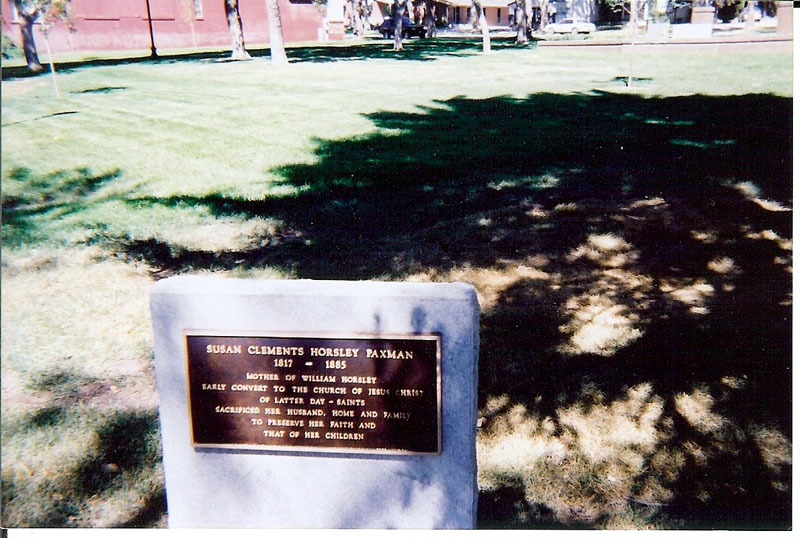 SUSAN CLEMENTS HORSLEY PAXMAN
1817 - 1885
MOTHER OF WILLIAM HORSLEY
EARLY CONVERT TO THE CHURCH OF JESUS CHRIST
OF LATTER DAY - SAINTS
SACRIFICED HER HUSBAND, HOME AND FAMILY
TO PRESERVE HER FAITH AND
THAT OF HER CHILDREN